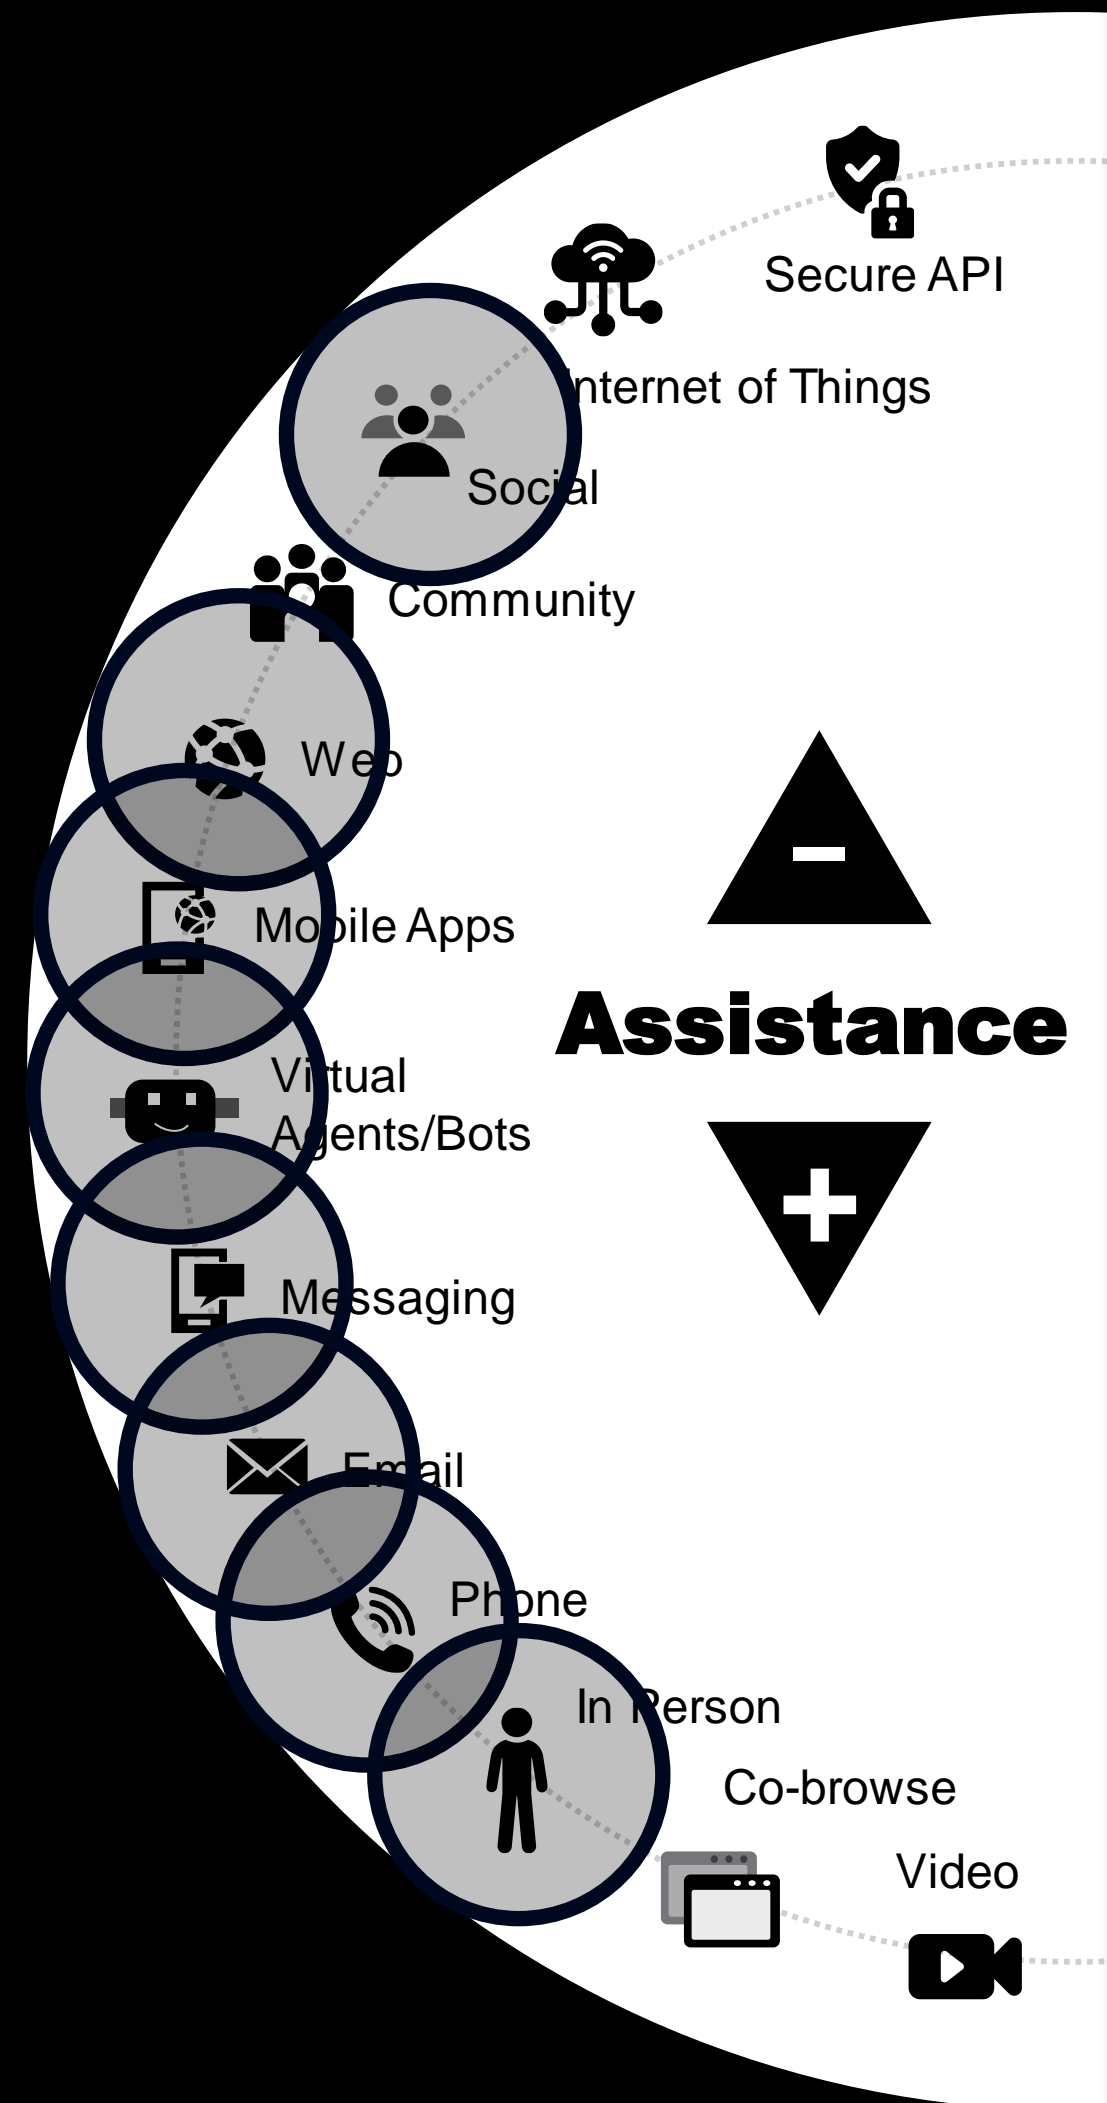 Secure API
Internet of Things
Social
Community
Web
Mobile Apps
Virtual
Agents/Bots
Messaging
Email
Phone
In Person
Co-browse
Video
-
Assistance
+